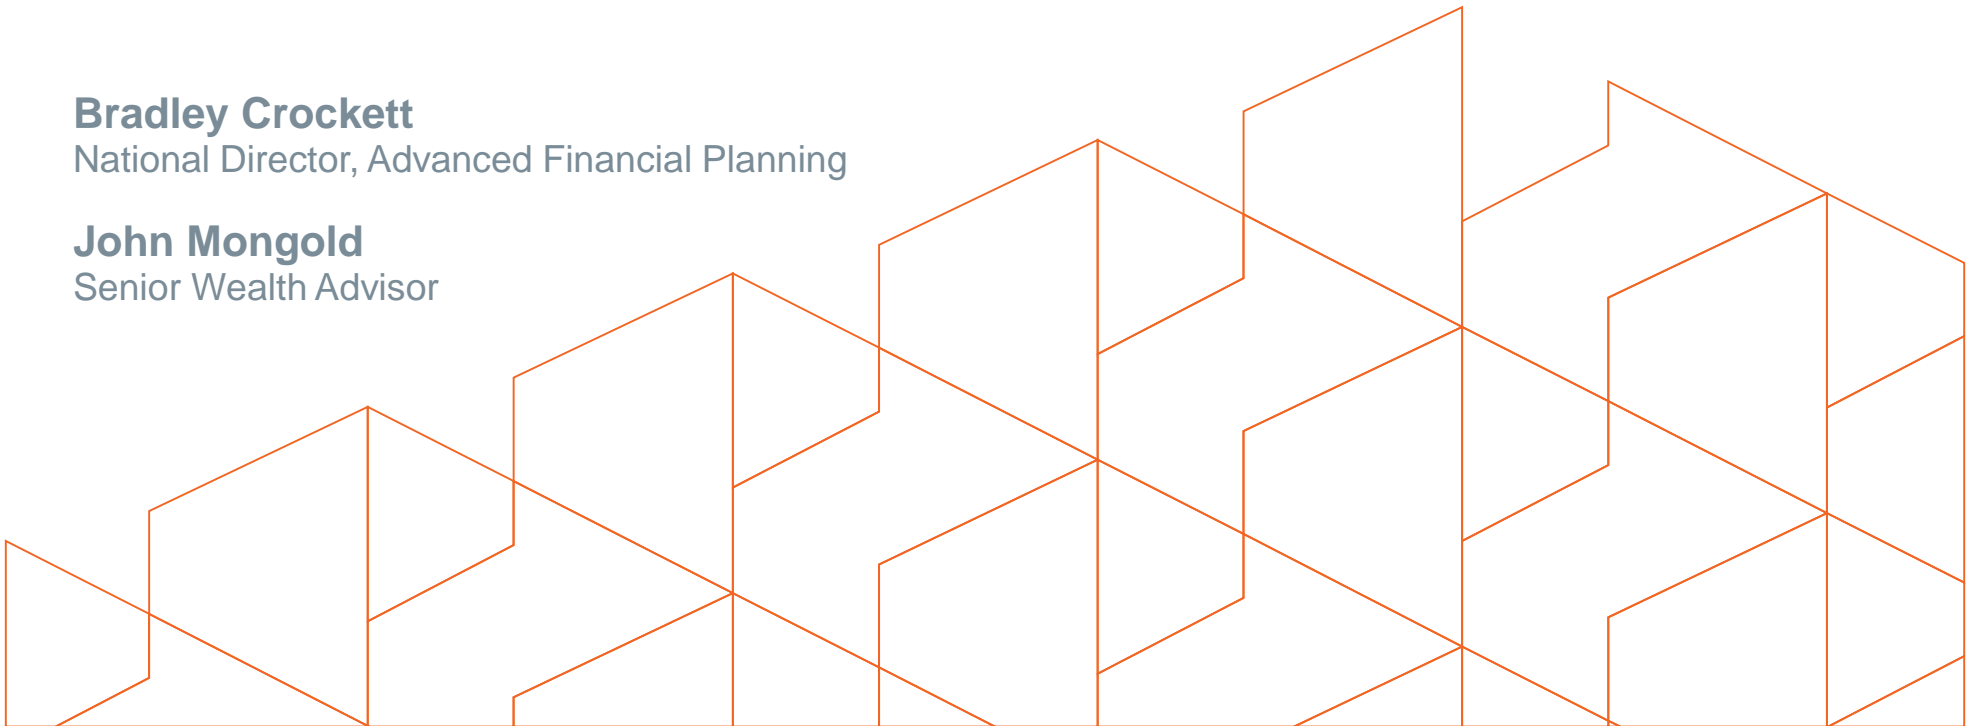 Bradley Crockett
National Director, Advanced Financial Planning
John Mongold
Senior Wealth Advisor